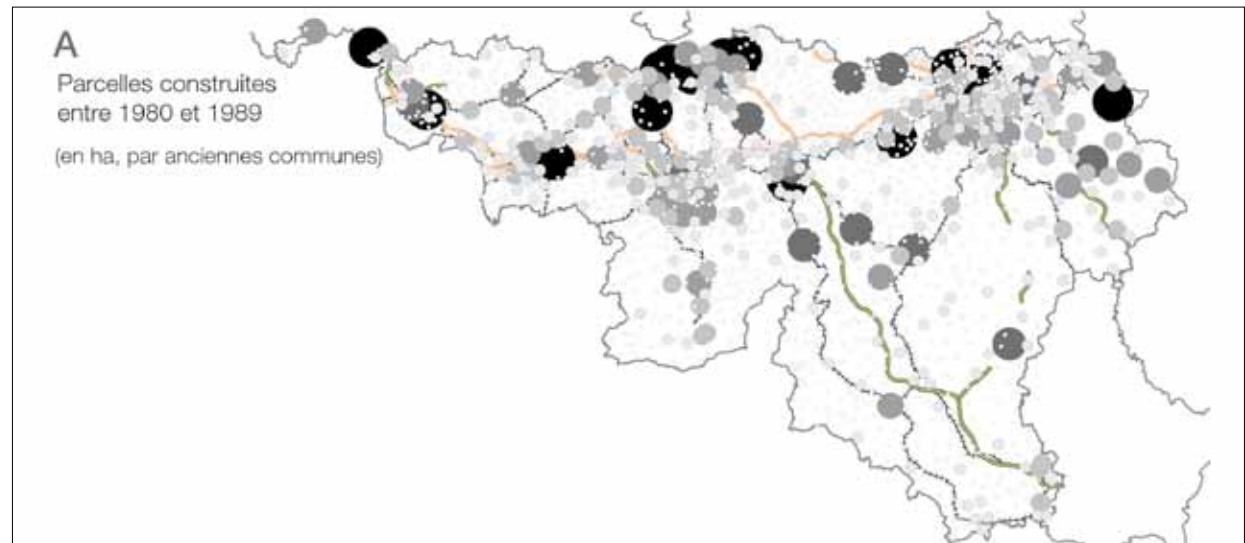 A
Parcelles construites
entre 1980 et 1989
(en ha, par anciennes communes)